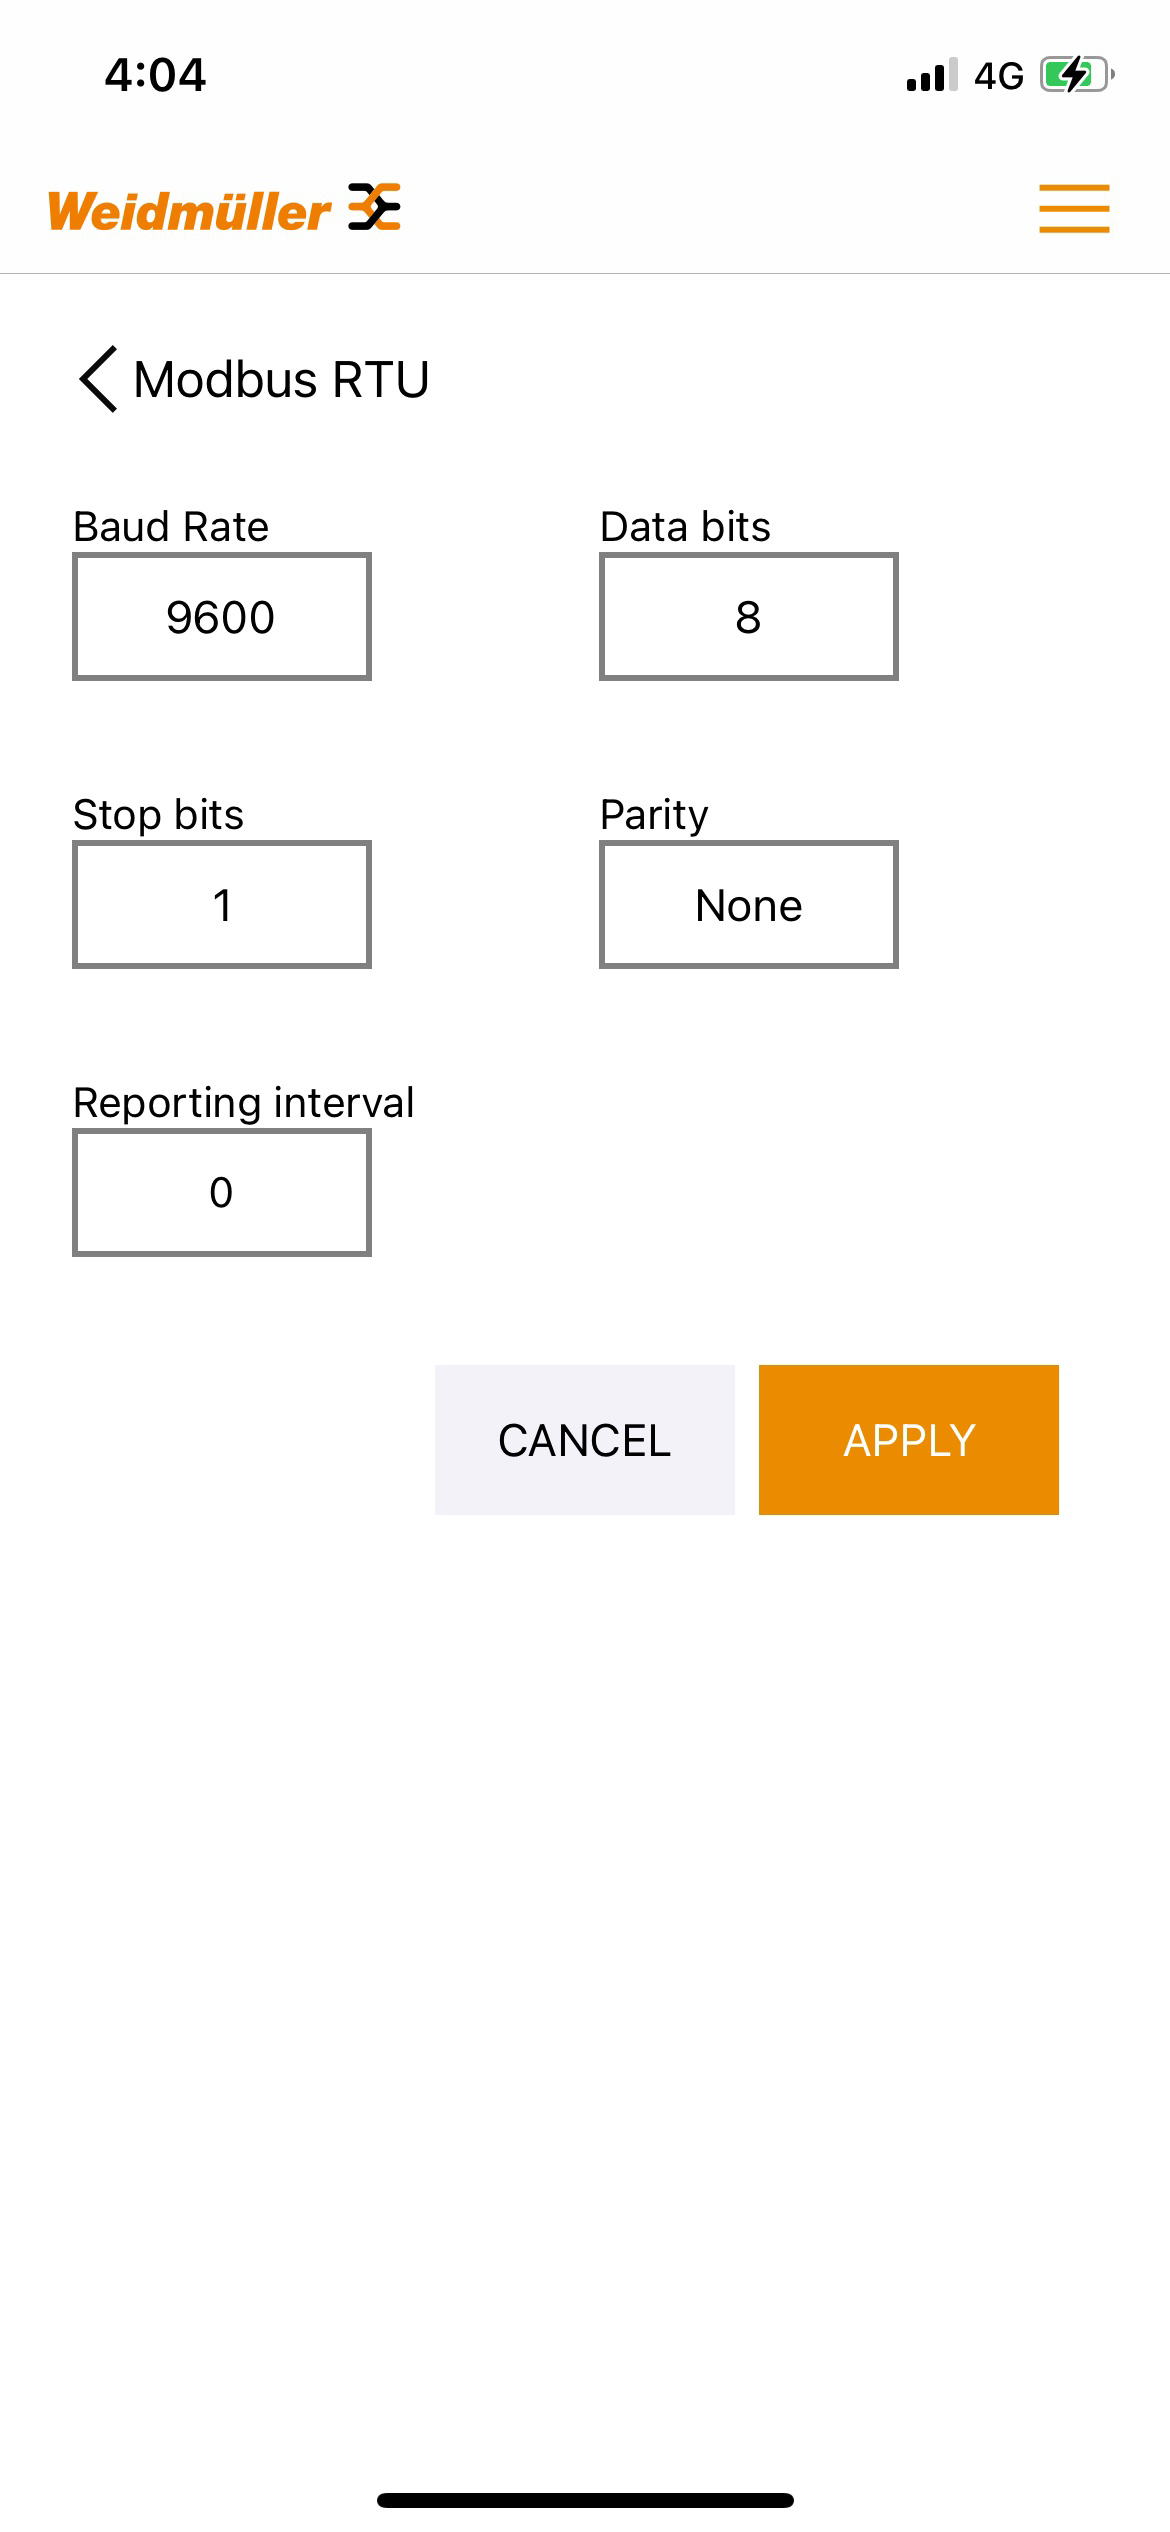 4:04 4G
Weidmüller
Modbus RTU
Baud Rate Data bits
9600 8
Stop bits Parity
1 None
Reporting interval
0
CANCEL APPLY